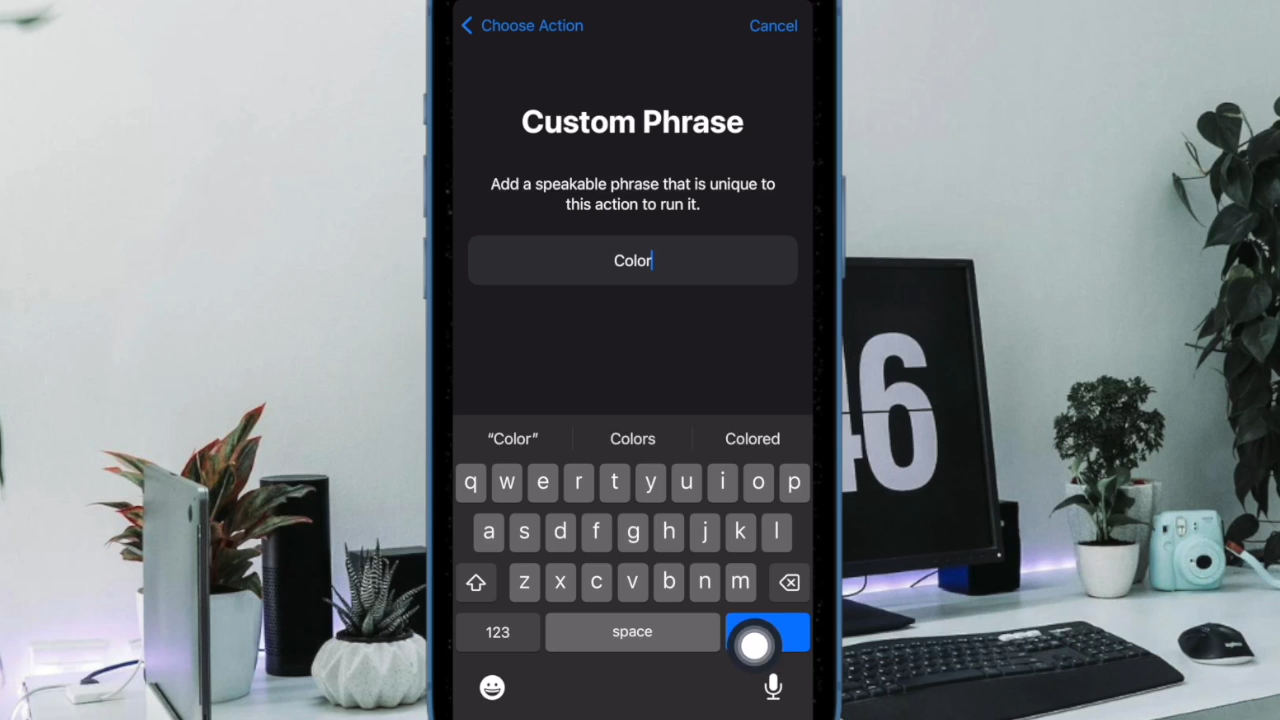 Choose Action
Cancel
Custom Phrase
Add a speakable phrase that is unique to
this action to run it.
Color
“Color”
Colors
Colored
q w e r t y u i o p
a s d f g h j k l
z x c v b n m
123
space
46